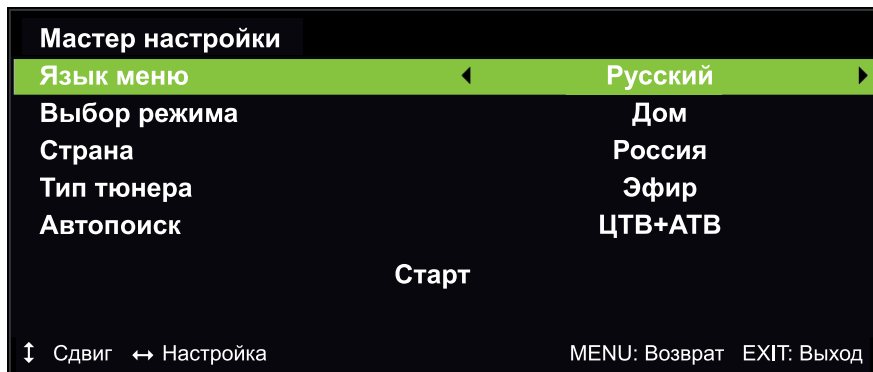 Мастер настройки
Язык меню Русский
Выбор режима Дом
Страна Россия
Тип тюнера Эфир
Автопоиск ЦТВ+АТВ
Старт
Сдвиг Настройка MENU: Возврат EXIT: Выход